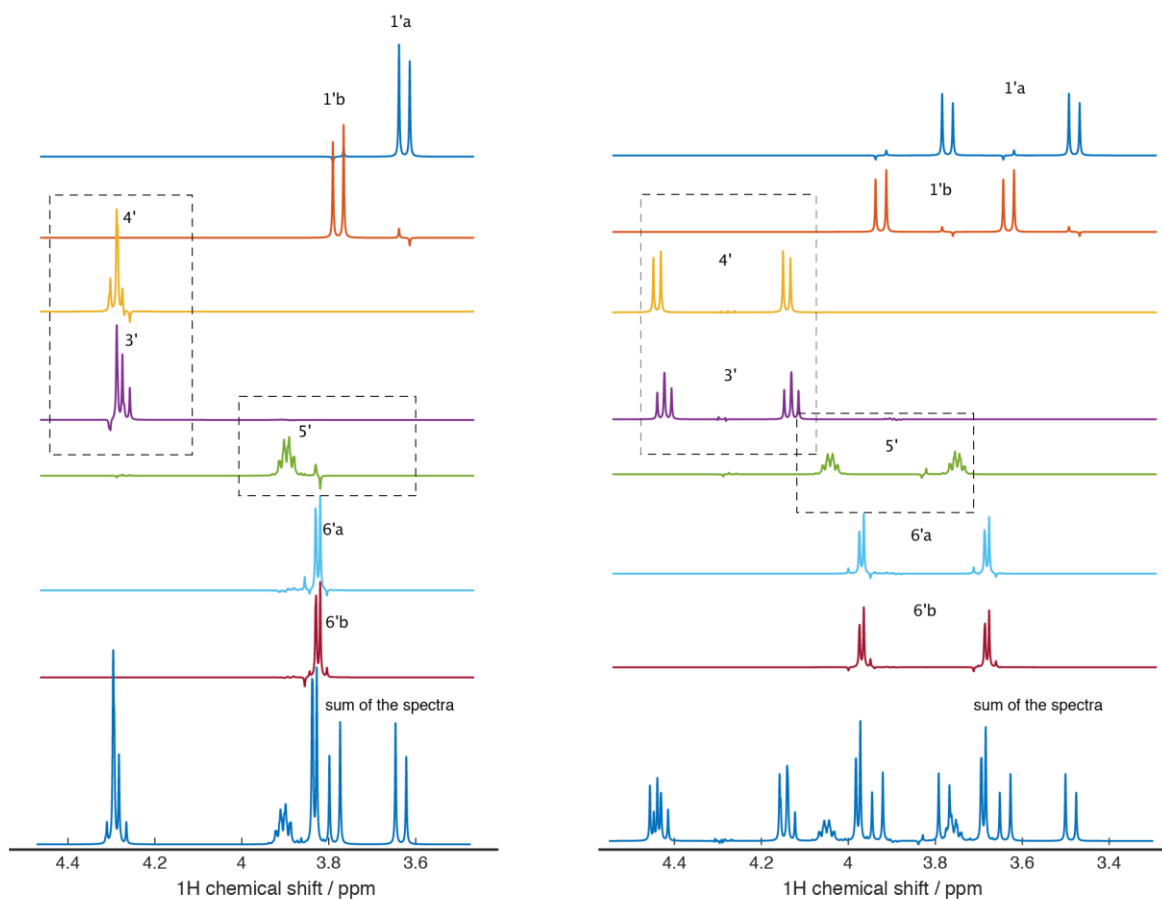 1'a
1'b
4'
3'
5'
6'a
6'b
sum of the spectra
4.4 4.2 4 3.8 3.6
1H chemical shift / ppm
1'a
1'b
4'
3'
5'
6'a
6'b
sum of the spectra
4.4 4.2 4 3.8 3.6 3.4
1H chemical shift / ppm